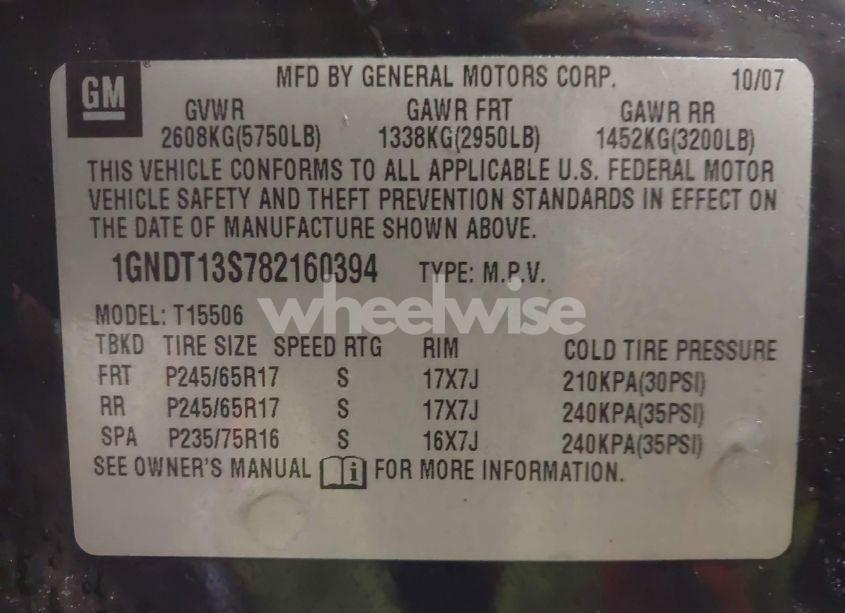 GM ® MFD BY GENERAL MOTORS CORP. 10/07
GVWR GAWR FRT GAWR RR
2608KG(5750LB) 1338KG(2950LB) 1452KG(3200LB)
THIS VEHICLE CONFORMS TO ALL APPLICABLE U.S. FEDERAL MOTOR
VEHICLE SAFETY AND THEFT PREVENTION STANDARDS IN EFFECT ON
THE DATE OF MANUFACTURE SHOWN ABOVE.
1GNDT13S782160394 TYPE: M.P.V.
wheelwise
MODEL: T15506
TBKD TIRE SIZE SPEED RTG RIM COLD TIRE PRESSURE
FRT P245/65R17 S 17X7J 210KPA(30PSI)
RR P245/65R17 S 17X7J 240KPA(35PSI)
SPA P235/75R16 S 16X7J 240KPA(35PSI)
SEE OWNER'S MANUAL i FOR MORE INFORMATION.